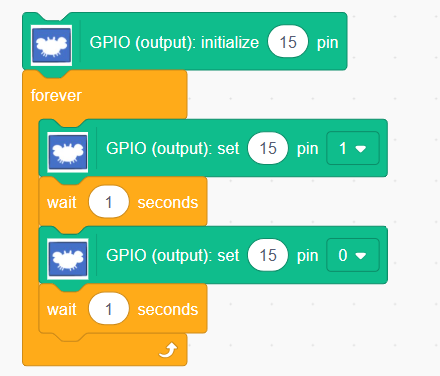 GPIO (output): initialize 15 pin
forever
GPIO (output): set 15 pin 1
wait 1 seconds
GPIO (output): set 15 pin 0
wait 1 seconds